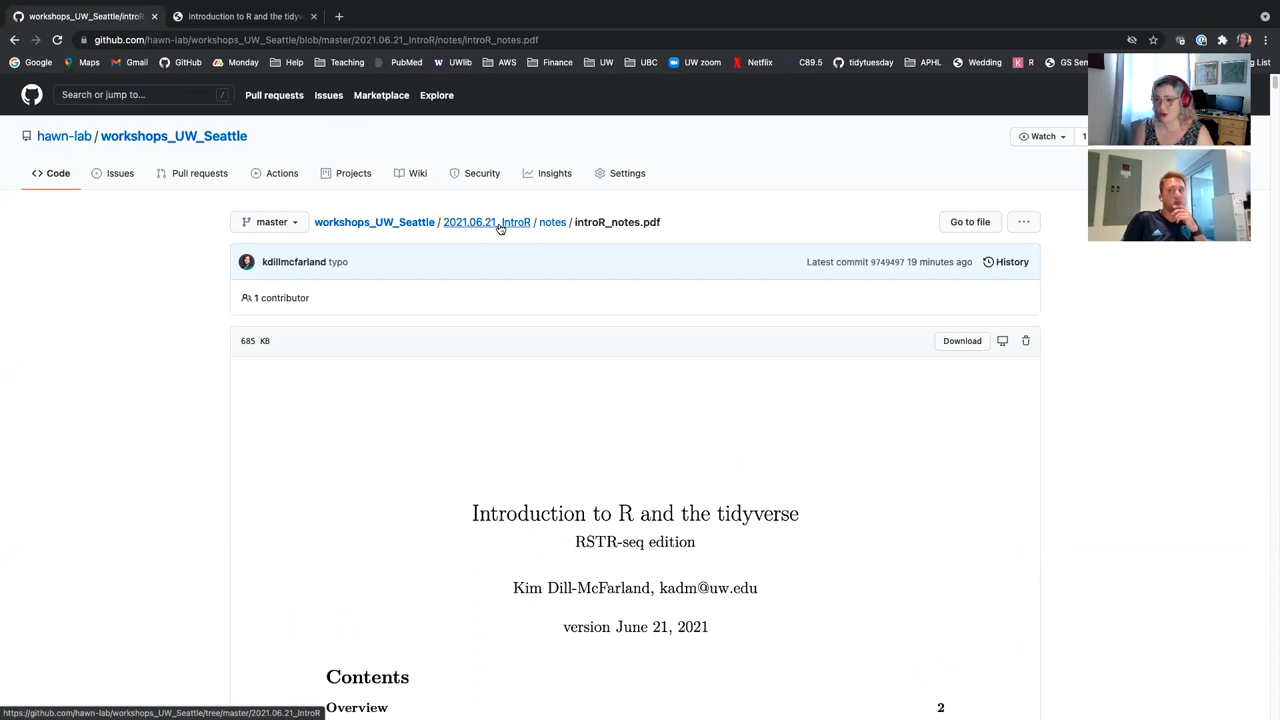 workshops_UW_Seattle/introR
Introduction to R and the tidyv
github.com/hawn-lab/workshops_UW_Seattle/blob/master/2021.06.21_IntroR/notes/introR_notes.pdf
Google Maps Gmail GitHub Monday Help Teaching PubMed UWlib AWS Finance UW UBC UW zoom Netflix C89.5 tidytuesday APHL Wedding R GS Sem g List
Search or jump to... / Pull requests Issues Marketplace Explore
hawn-lab / workshops_UW_Seattle
Watch 1
Code Issues Pull requests Actions Projects Wiki Security Insights Settings
master workshops_UW_Seattle / 2021.06.21_IntroR / notes / introR_notes.pdf Go to file ...
kdillmcfarland typo Latest commit 9749497 19 minutes ago History
1 contributor
685 KB Download
Introduction to R and the tidyverse
RSTR-seq edition
Kim Dill-McFarland, kadm@uw.edu
version June 21, 2021
Contents
Overview 2
https://github.com/hawn-lab/workshops_UW_Seattle/tree/master/2021.06.21_IntroR